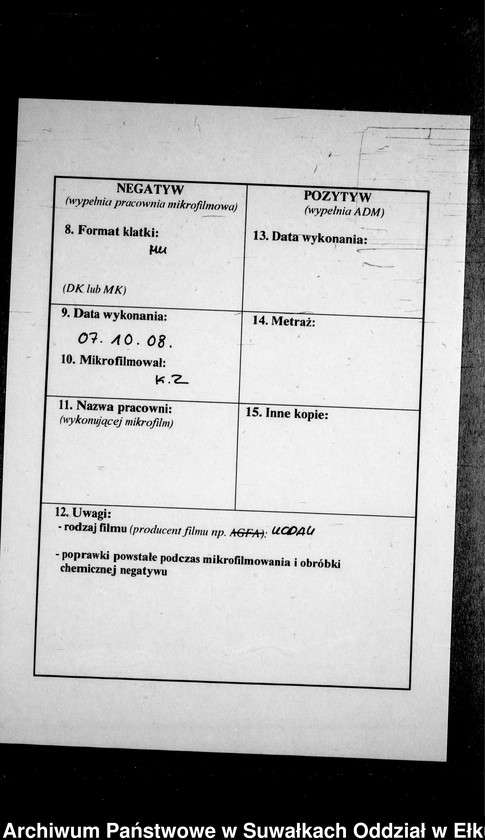 NEGATYW
(wypełnia pracownia mikrofilmowa)
8. Format klatki:
(DK lub MK)
9. Data wykonania:
07.10.08.
10. Mikrofilmował:
K.Z
11. Nazwa pracowni:
(wykonującej mikrofilm)
POZYTYW
(wypełnia ADM)
13. Data wykonania:
14. Metraż:
15. Inne kopie:
12. Uwagi:
- rodzaj filmu (producent filmu np. AGFA):
- poprawki powstałe podczas mikrofilmowania i obróbki
chemicznej negatywu
Archiwum Państwowe w Suwałkach Oddział w Ełk